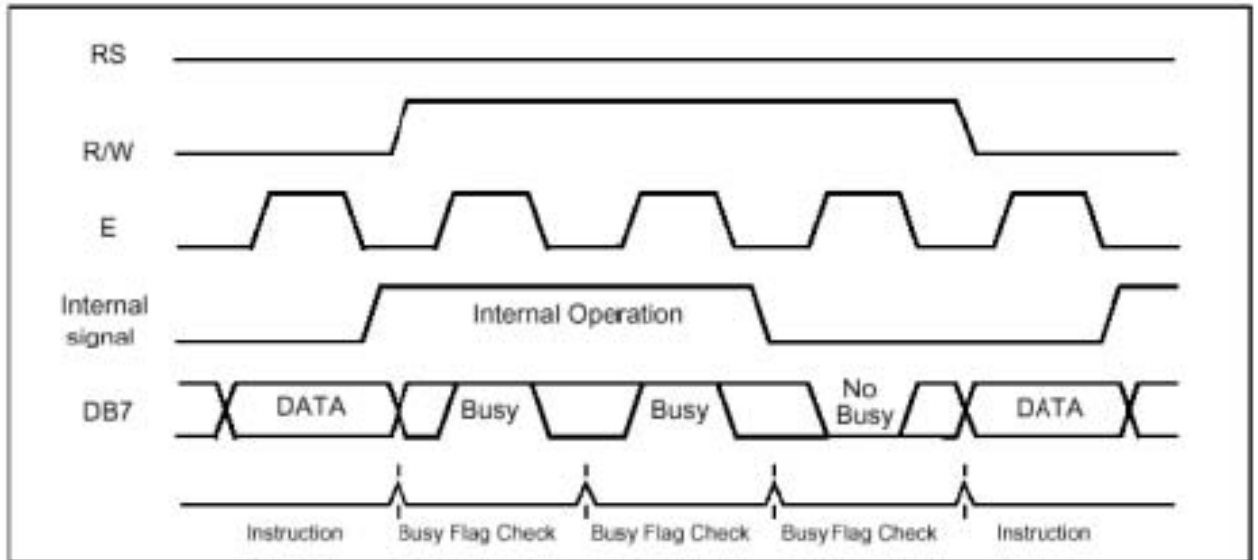 RS
R/W
E
Internal
signal
Internal Operation
DB7
DATA
Busy
Busy
No
Busy
DATA
Instruction
Busy Flag Check
Busy Flag Check
Busy Flag Check
Instruction